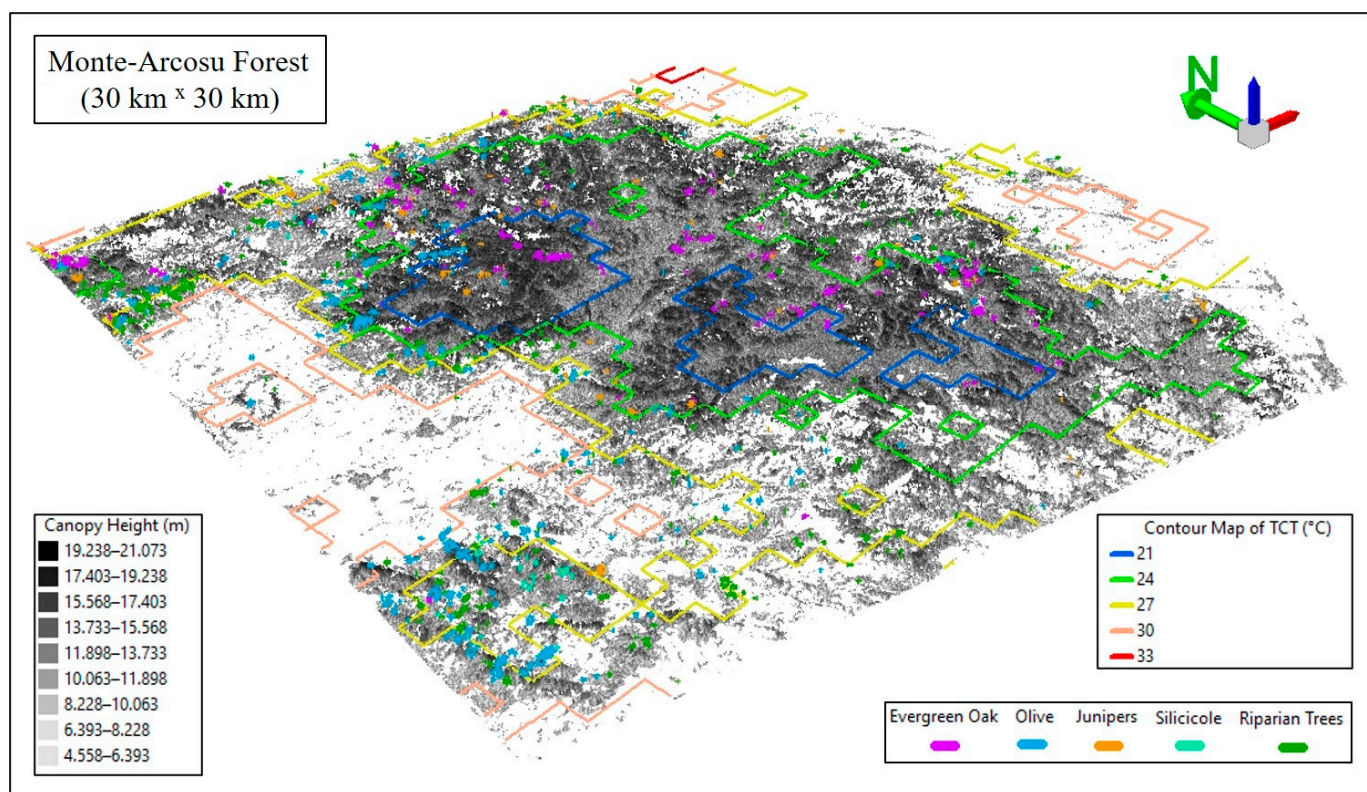 Monte-Arcosu Forest
(30 km x 30 km)
N
Canopy Height (m)
19.238–21.073
17.403–19.238
15.568–17.403
13.733–15.568
11.898–13.733
10.063–11.898
8.228–10.063
6.393–8.228
4.558–6.393
Contour Map of TCT (°C)
21
24
27
30
33
Evergreen Oak Olive Junipers Silicicole Riparian Trees